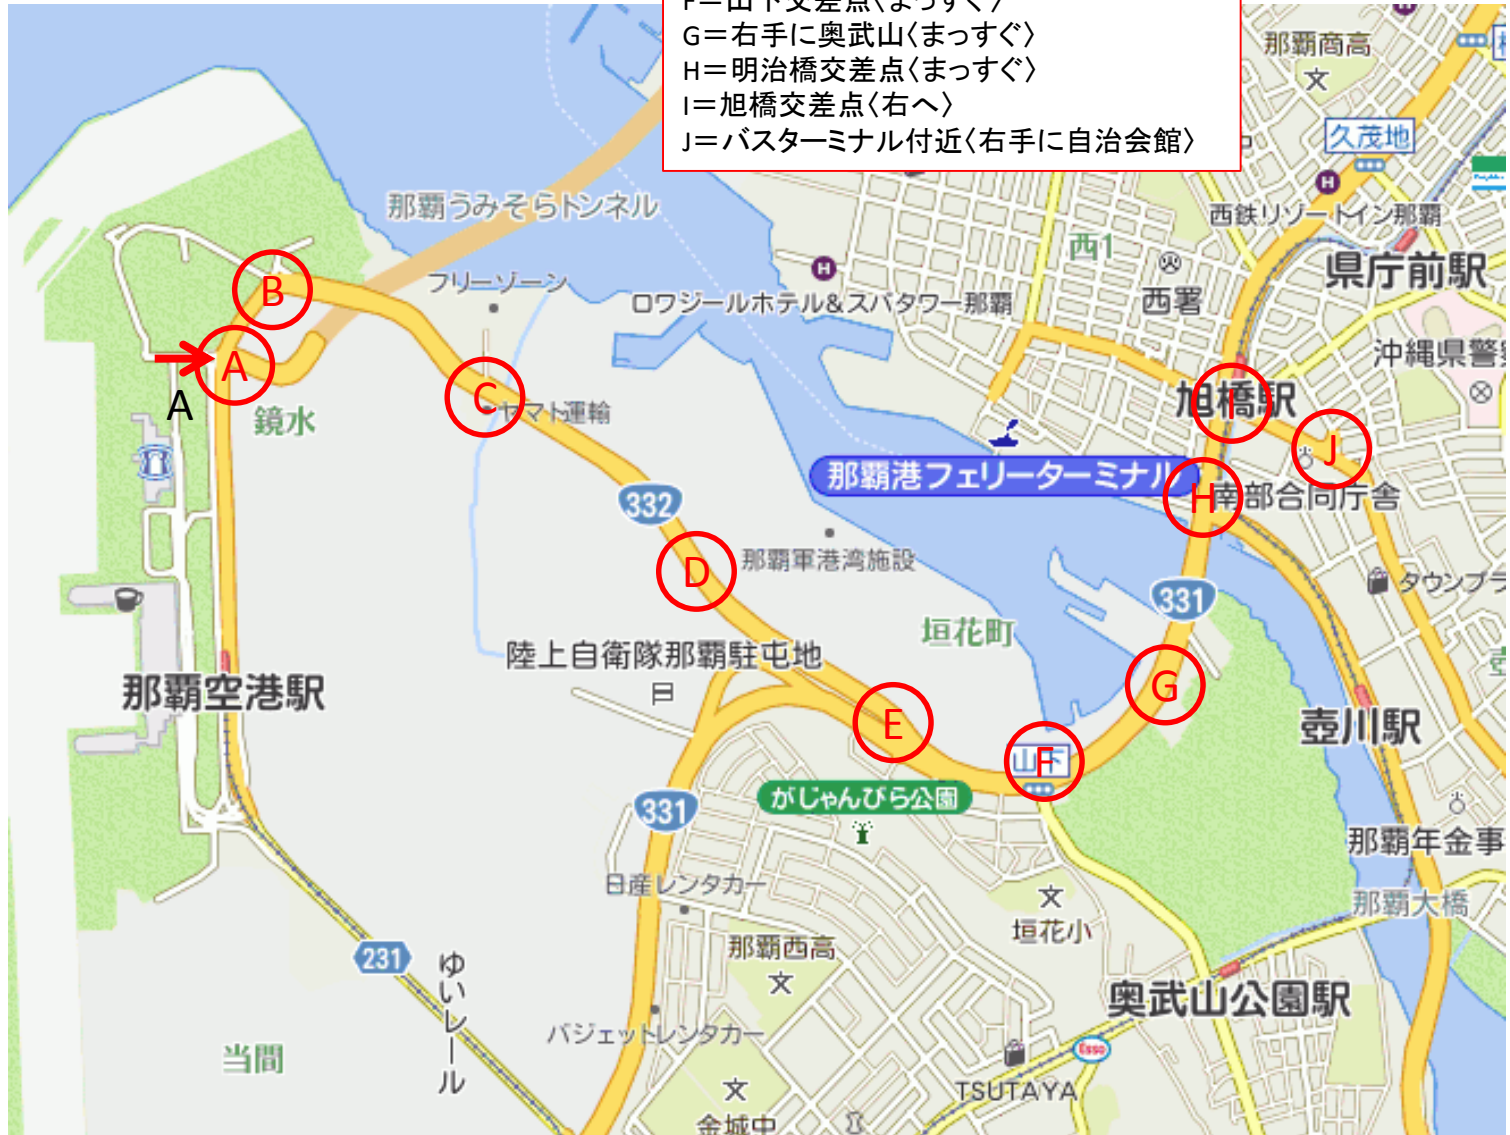 F=山下交差点〈まっすぐ〉
G=右手に奥武山〈まっすぐ〉
H=明治橋交差点〈まっすぐ〉
I=旭橋交差点〈右へ〉
J=バスターミナル付近〈右手に自治会館〉
那覇商高
久茂地
那覇うみそらトンネル
西鉄リゾートイン那覇
西1
県庁前駅
B
フリーゾーン
ロワジールホテル&スパタワー那覇
西署
沖縄県警察
A
A
鏡水
C
ヤマト運輸
旭橋駅
I
J
那覇港フェリーターミナル
H
南部合同庁舎
332
D
那覇軍港湾施設
タウンプラ
331
垣花町
陸上自衛隊那覇駐屯地
那覇空港駅
G
E
壺川駅
山下
F
がじゃんびら公園
331
那覇年金事
日産レンタカー
那覇大橋
垣花小
那覇西高
231
ゆいレール
奥武山公園駅
バジェットレンタカー
当間
Esso
TSUTAYA
金城中